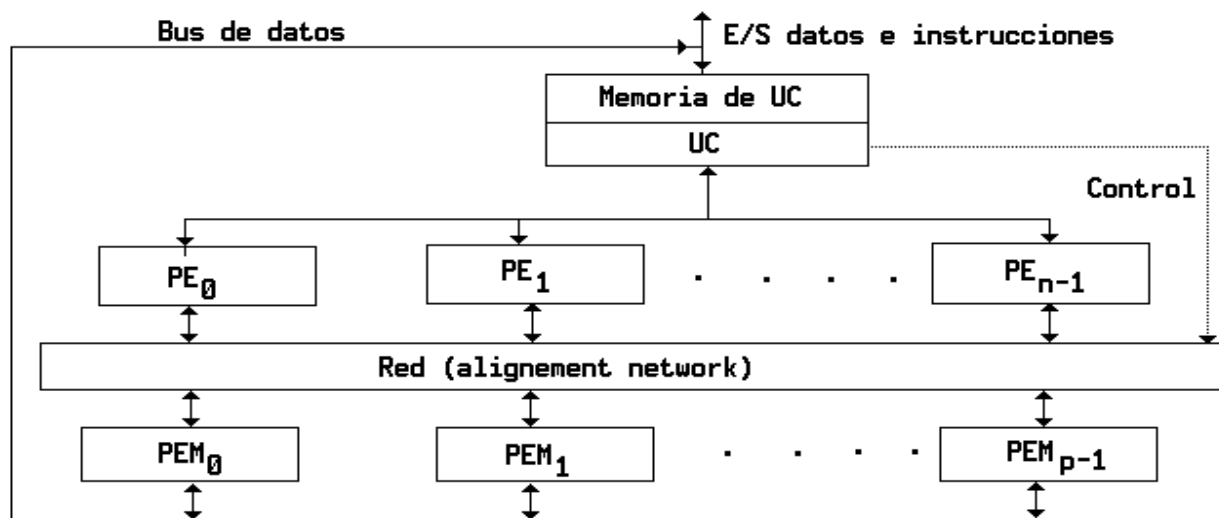 Bus de datos
E/S datos e instrucciones
Memoria de UC
UC
Control
PE0
PE1
. . . .
PEn-1
Red (alignement network)
PEM0
PEM1
. . . .
PEMp-1